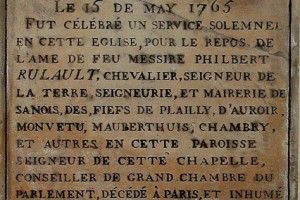 LE 15 DE MAY 1765
FUT CÉLÉBRÉ UN SERVICE SOLEMNEL
EN CETTE EGLISE, POUR LE REPOS DE
L'AME DE FEU MESSIRE PHILBERT
RULAULT, CHEVALIER, SEIGNEUR DE
LA TERRE, SEIGNEURIE, ET MAIRERIE DE
SANOIS, DES FIEFS DE PLAILLY, D'AUROIR,
MONVETU, MAUBERTHUIS, CHAMBRY,
ET AUTRES EN CETTE PAROISSE
SEIGNEUR DE CETTE CHAPELLE,
CONSEILLER DE GRAND CHAMBRE DU
PARLEMENT, DÉCÉDÉ À PARIS, ET INHUMÉ